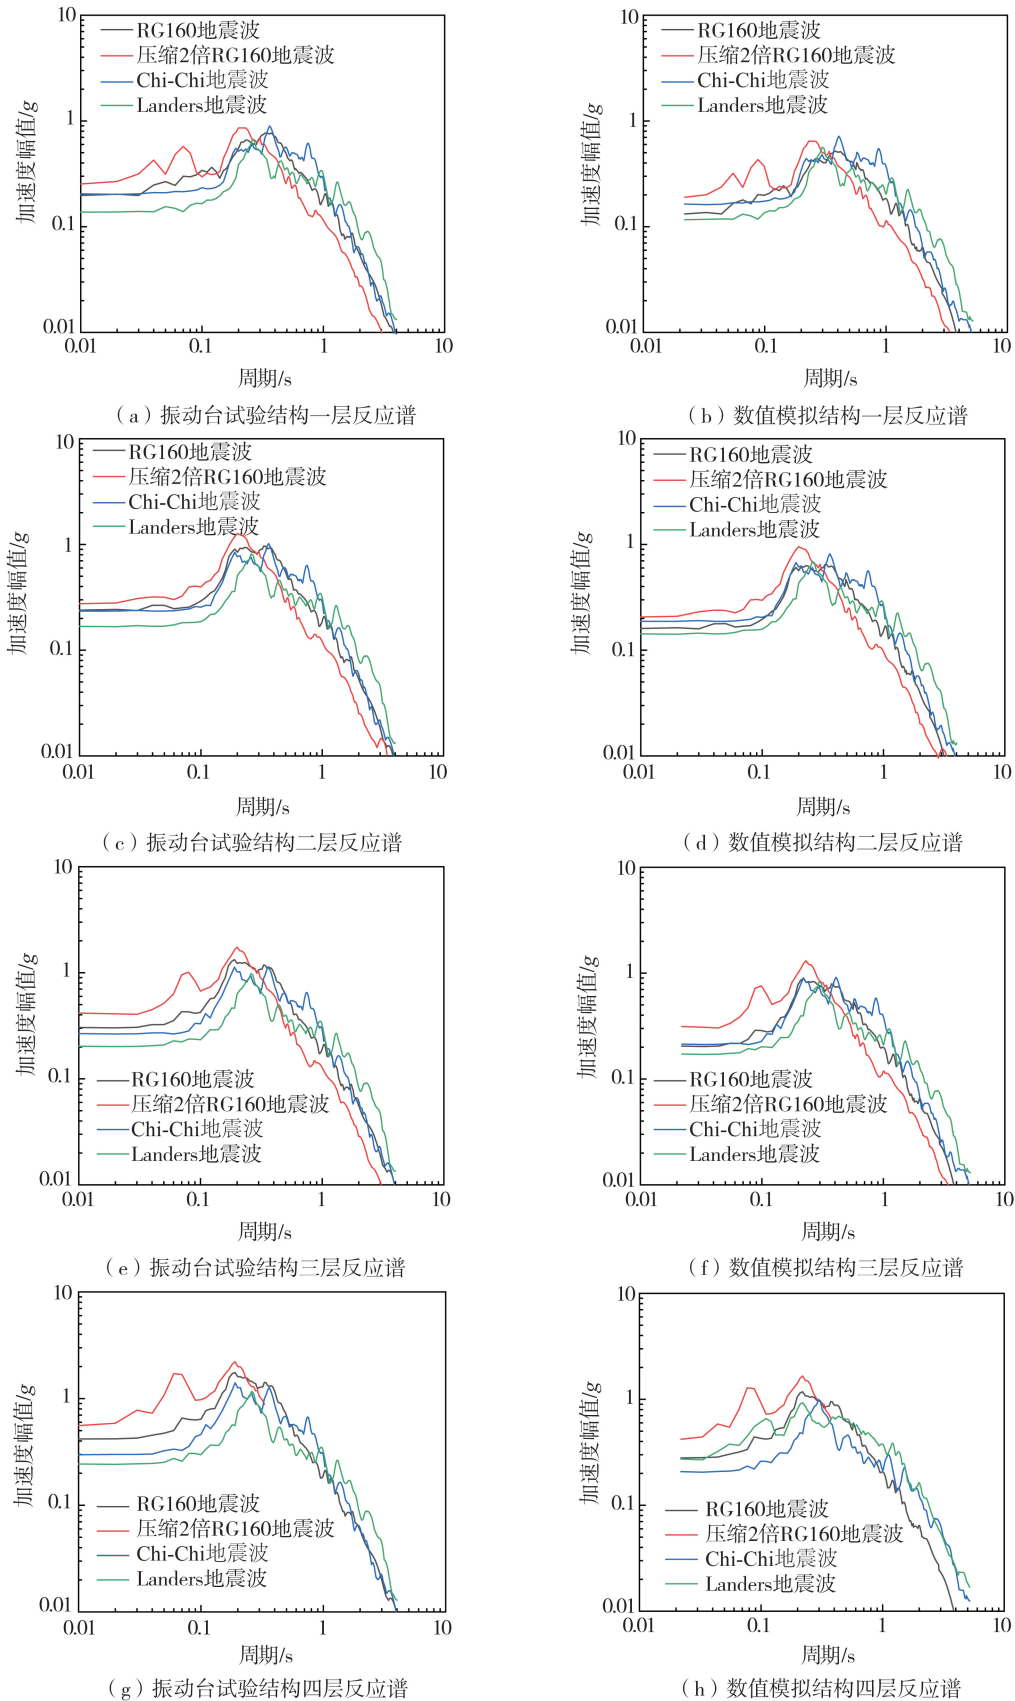 10
1
0.1
0.01
加速度幅值/g
RG160地震波
压缩2倍RG160地震波
Chi-Chi地震波
Landers地震波
0.01
0.1
1
10
周期/s
（a）振动台试验结构一层反应谱
10
1
0.1
0.01
加速度幅值/g
RG160地震波
压缩2倍RG160地震波
Chi-Chi地震波
Landers地震波
0.01
0.1
1
10
周期/s
（b）数值模拟结构一层反应谱
10
1
0.1
0.01
加速度幅值/g
RG160地震波
压缩2倍RG160地震波
Chi-Chi地震波
Landers地震波
0.01
0.1
1
10
周期/s
（c）振动台试验结构二层反应谱
10
1
0.1
0.01
加速度幅值/g
RG160地震波
压缩2倍RG160地震波
Chi-Chi地震波
Landers地震波
0.01
0.1
1
10
周期/s
（d）数值模拟结构二层反应谱
10
1
0.1
0.01
加速度幅值/g
RG160地震波
压缩2倍RG160地震波
Chi-Chi地震波
Landers地震波
0.01
0.1
1
10
周期/s
（e）振动台试验结构三层反应谱
10
1
0.1
0.01
加速度幅值/g
RG160地震波
压缩2倍RG160地震波
Chi-Chi地震波
Landers地震波
0.01
0.1
1
10
周期/s
（f）数值模拟结构三层反应谱
10
1
0.1
0.01
加速度幅值/g
RG160地震波
压缩2倍RG160地震波
Chi-Chi地震波
Landers地震波
0.01
0.1
1
10
周期/s
（g）振动台试验结构四层反应谱
10
1
0.1
0.01
加速度幅值/g
RG160地震波
压缩2倍RG160地震波
Chi-Chi地震波
Landers地震波
0.01
0.1
1
10
周期/s
（h）数值模拟结构四层反应谱